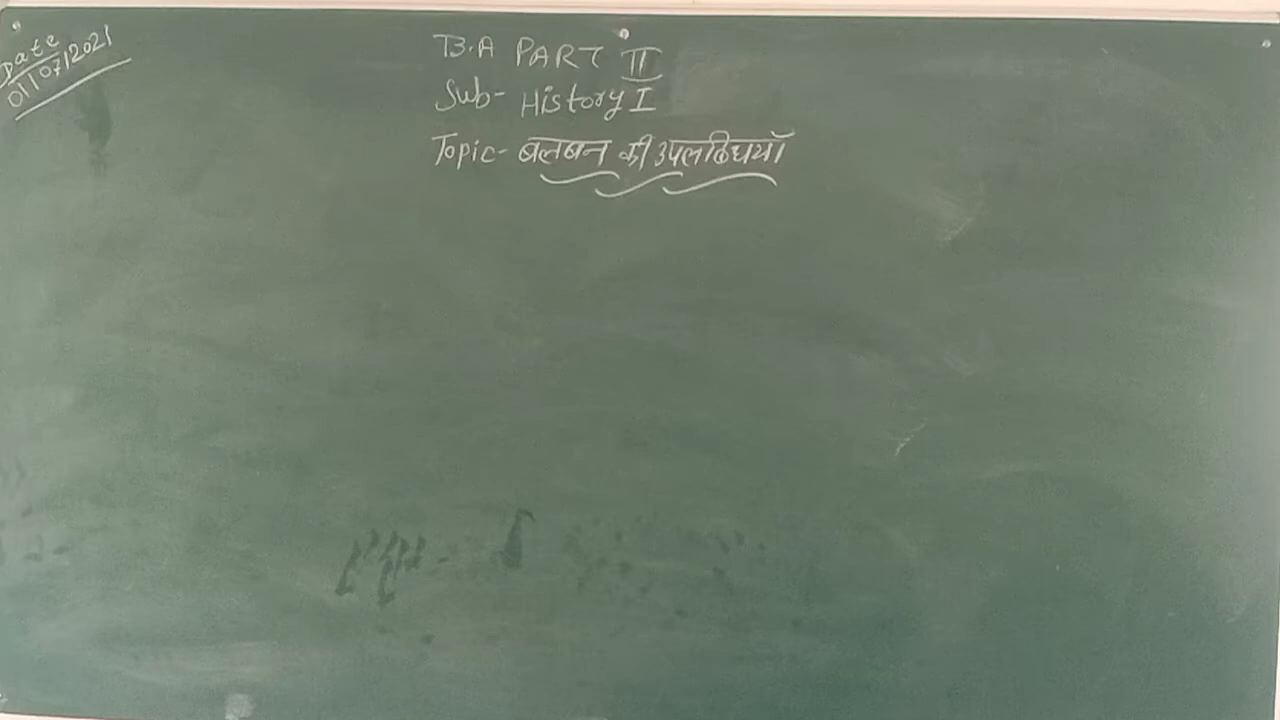 Date
01/07/2021
B.A PART II
Sub- History I
Topic- बलबन की उपलब्धियाँ